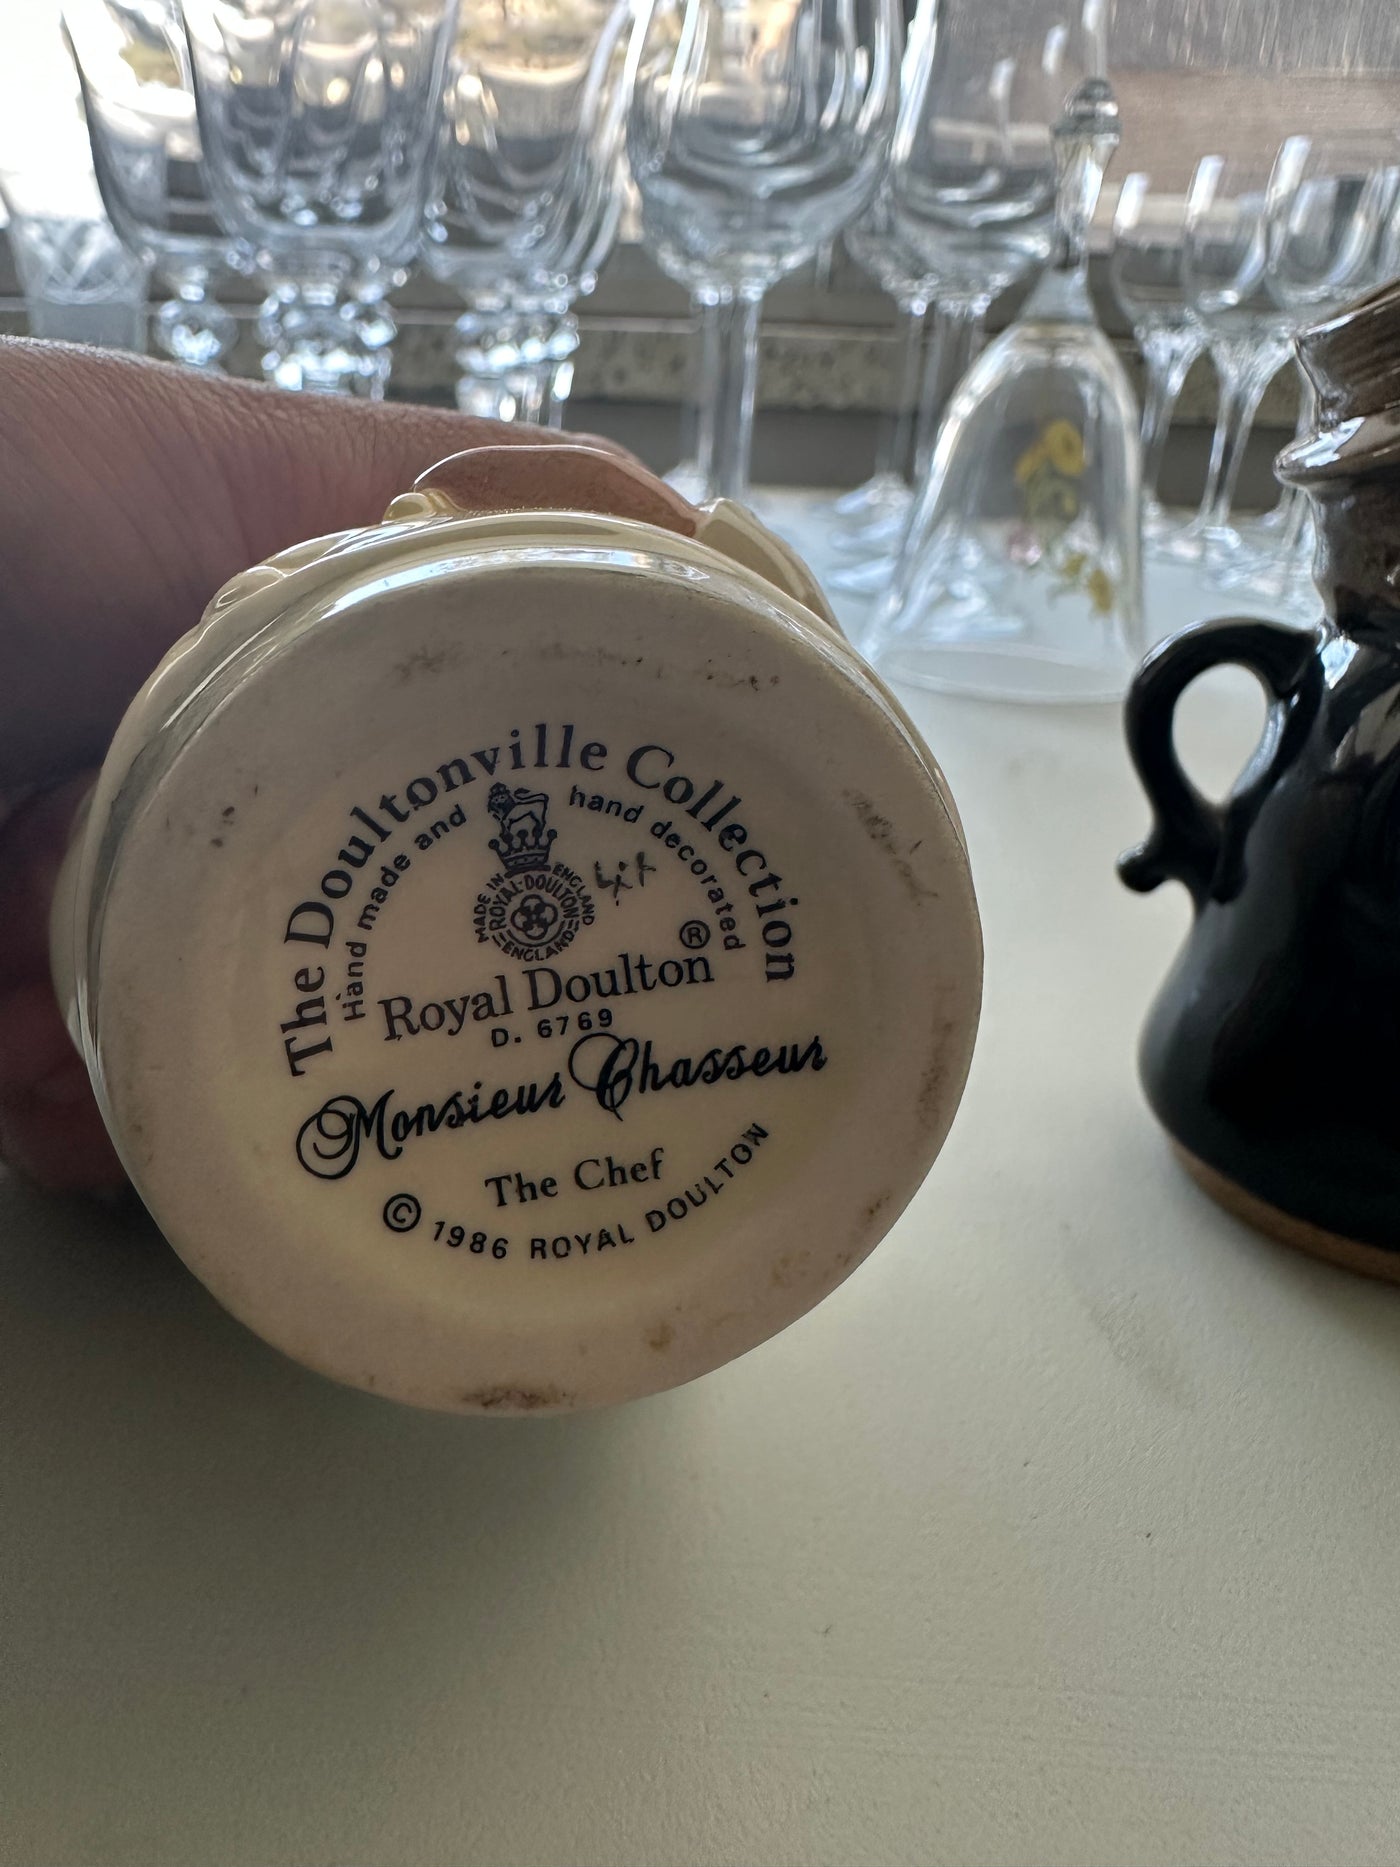 The Doultonville Collection
Hand made and hand decorated
MADE IN ENGLAND
ROYAL·DOULTON
ENGLAND
Royal Doulton ®
D. 6769
Monsieur Chasseur
The Chef
© 1986 ROYAL DOULTON